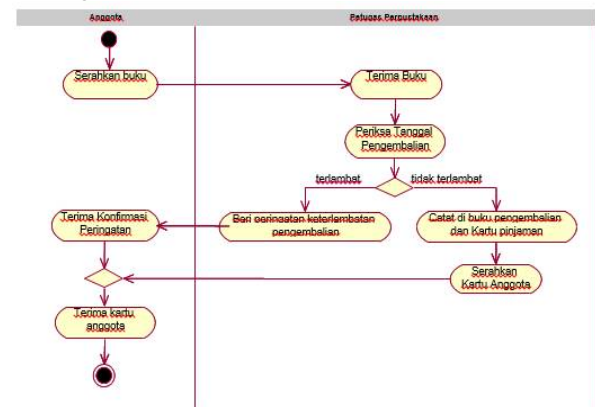 Anggota
Petugas Perpustakaan
Serahkan buku
Terima Buku
Periksa Tanggal
Pengembalian
terlambat
tidak terlambat
Terima Konfirmasi
Peringatan
Beri peringatan keterlambatan
pengembalian
Catat di buku pengembalian
dan Kartu pinjaman
Serahkan
Kartu Anggota
Terima kartu
anggota